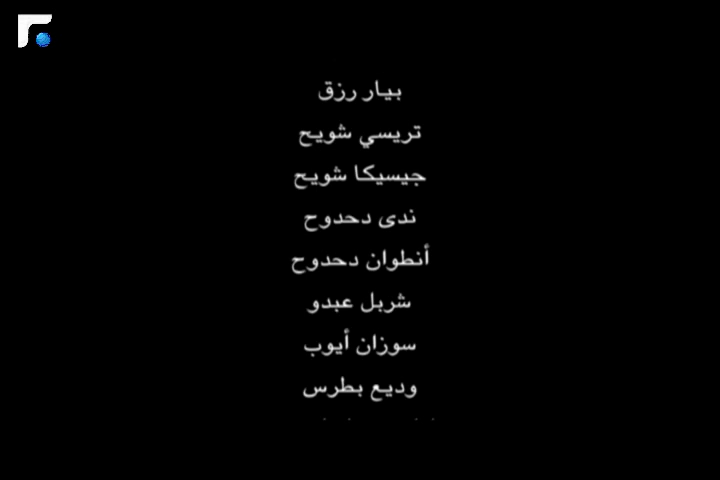 بيار رزق
تريسي شويح
جيسيكا شويح
ندى دحدوح
أنطوان دحدوح
شربل عبدو
سوزان أيوب
وديع بطرس